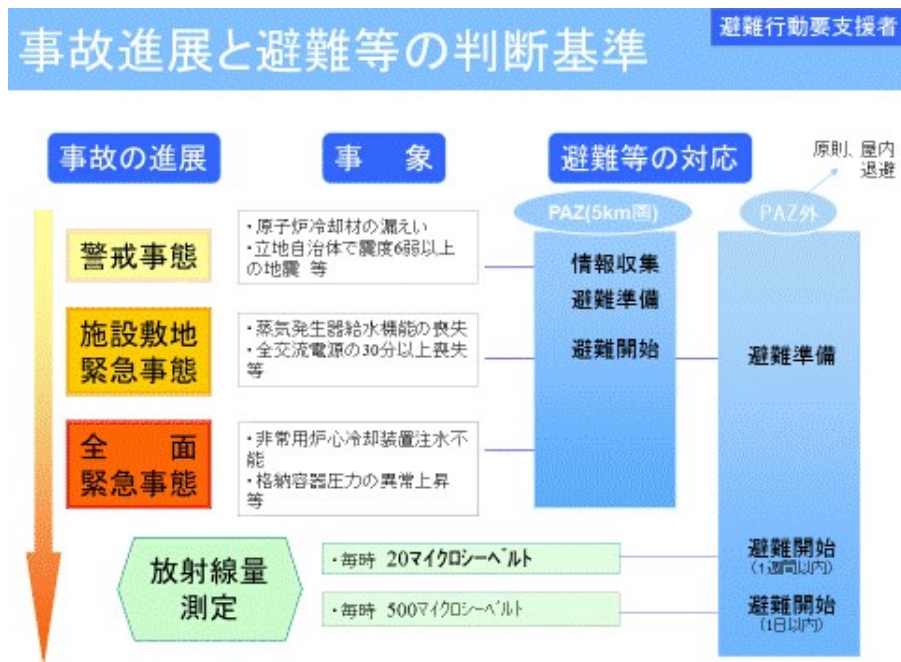 避難行動要支援者
事故進展と避難等の判断基準
事故の進展
事　象
避難等の対応
原則、屋内
退避
PAZ(5km圏)
PAZ外
警戒事態
・原子炉冷却材の漏えい
・立地自治体で震度6弱以上
の地震 等
情報収集
避難準備
施設敷地
緊急事態
・蒸気発生器給水機能の喪失
・全交流電源の30分以上喪失
等
避難開始
避難準備
全　面
緊急事態
・非常用炉心冷却装置注水不
能
・格納容器圧力の異常上昇
等
放射線量
測定
・毎時 20マイクロシーベルト
避難開始
(1週間以内)
・毎時 500マイクロシーベルト
避難開始
(1日以内)